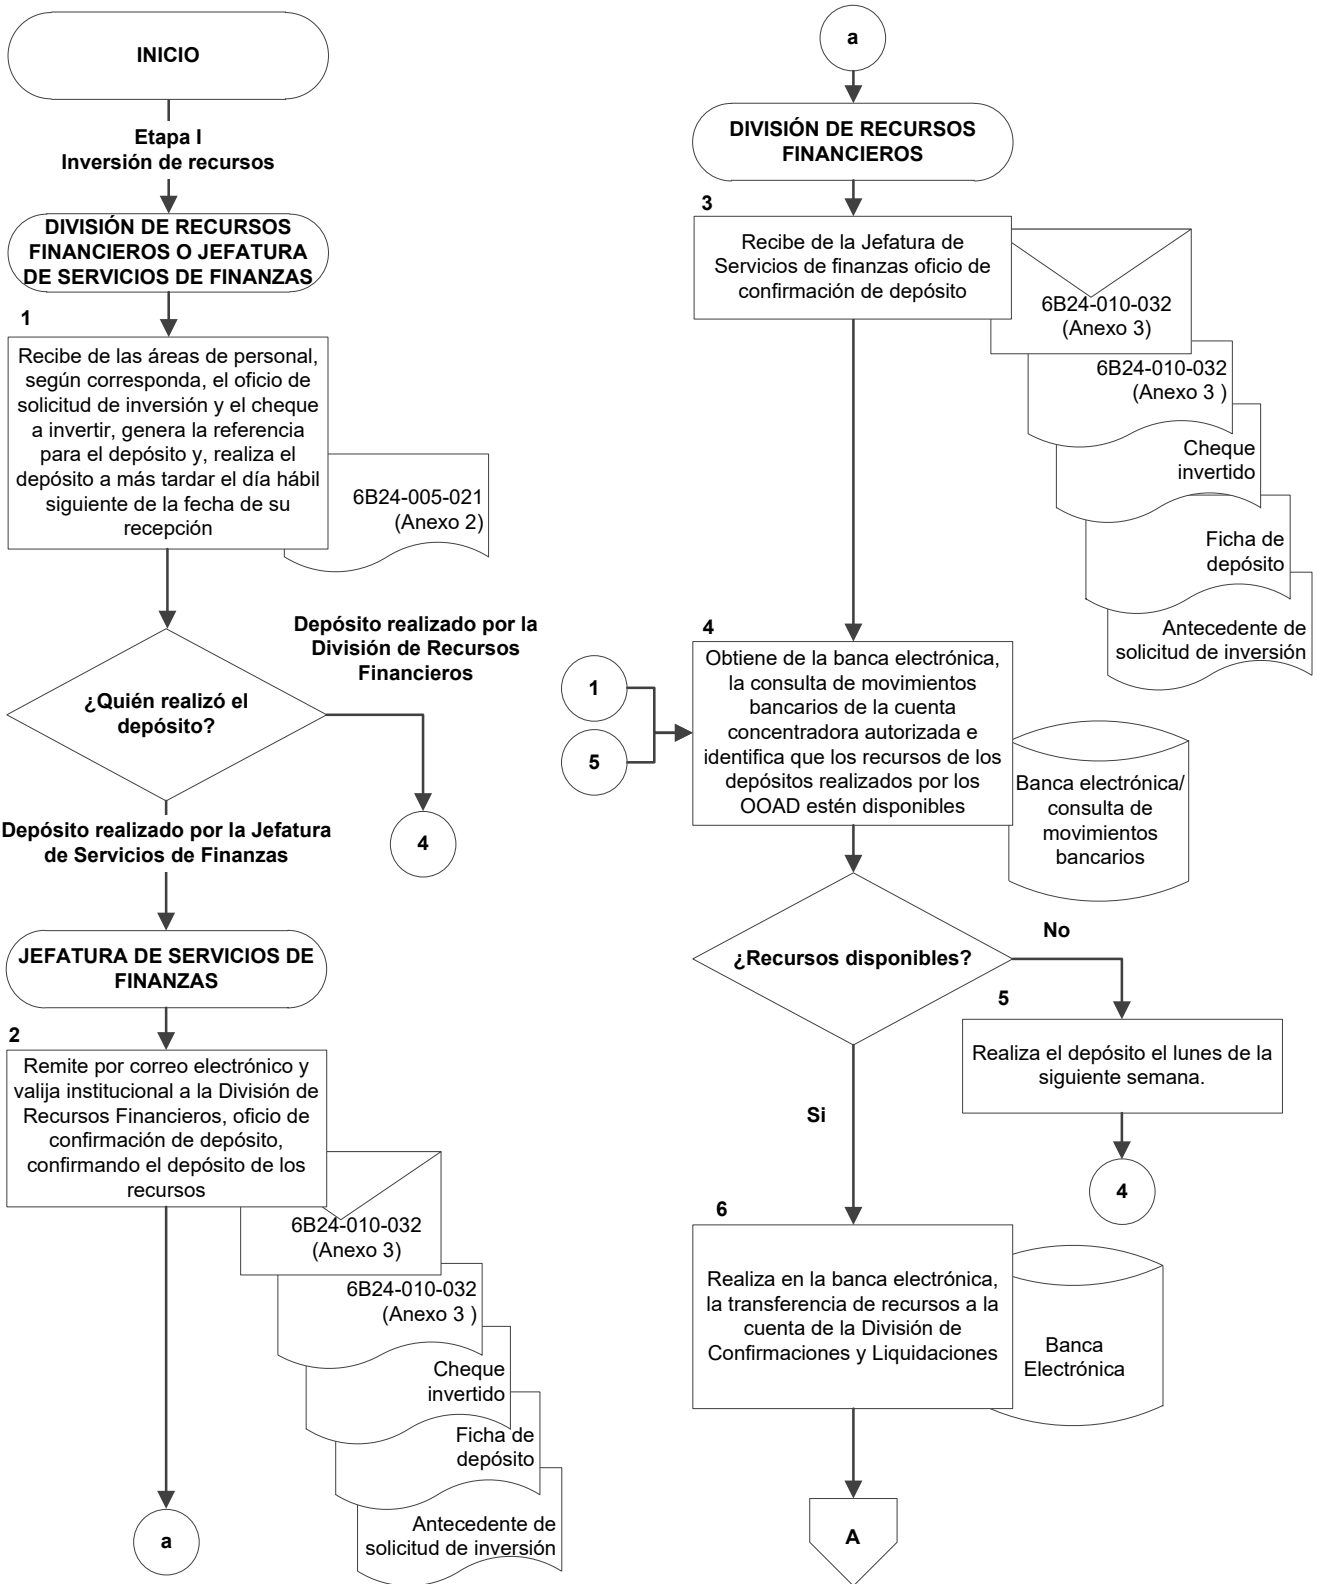 INICIO
Etapa I
Inversión de recursos
DIVISIÓN DE RECURSOS
FINANCIEROS O JEFATURA
DE SERVICIOS DE FINANZAS
1
Recibe de las áreas de personal,
según corresponda, el oficio de
solicitud de inversión y el cheque
a invertir, genera la referencia
para el depósito y, realiza el
depósito a más tardar el día hábil
siguiente de la fecha de su
recepción
6B24-005-021
(Anexo 2)
¿Quién realizó el
depósito?
Depósito realizado por la
División de Recursos
Financieros
4
Depósito realizado por la Jefatura
de Servicios de Finanzas
JEFATURA DE SERVICIOS DE
FINANZAS
2
Remite por correo electrónico y
valija institucional a la División de
Recursos Financieros, oficio de
confirmación de depósito,
confirmando el depósito de los
recursos
6B24-010-032
(Anexo 3)
6B24-010-032
(Anexo 3 )
Cheque
invertido
Ficha de
depósito
Antecedente de
solicitud de inversión
a
a
DIVISIÓN DE RECURSOS
FINANCIEROS
3
Recibe de la Jefatura de
Servicios de finanzas oficio de
confirmación de depósito
6B24-010-032
(Anexo 3)
6B24-010-032
(Anexo 3 )
Cheque
invertido
Ficha de
depósito
Antecedente de
solicitud de inversión
1
5
4
Obtiene de la banca electrónica,
la consulta de movimientos
bancarios de la cuenta
concentradora autorizada e
identifica que los recursos de los
depósitos realizados por los
OOAD estén disponibles
Banca electrónica/
consulta de
movimientos
bancarios
¿Recursos disponibles?
No
5
Realiza el depósito el lunes de la
siguiente semana.
4
Si
6
Realiza en la banca electrónica,
la transferencia de recursos a la
cuenta de la División de
Confirmaciones y Liquidaciones
Banca
Electrónica
A